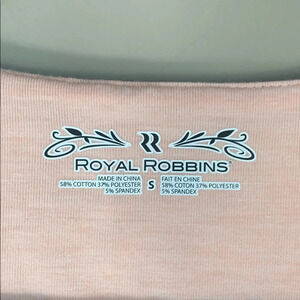 ROYAL ROBBINS®
MADE IN CHINA
58% COTTON 37% POLYESTER
5% SPANDEX
S
FAIT EN CHINE
58% COTTON 37% POLYESTER
5% SPANDEX